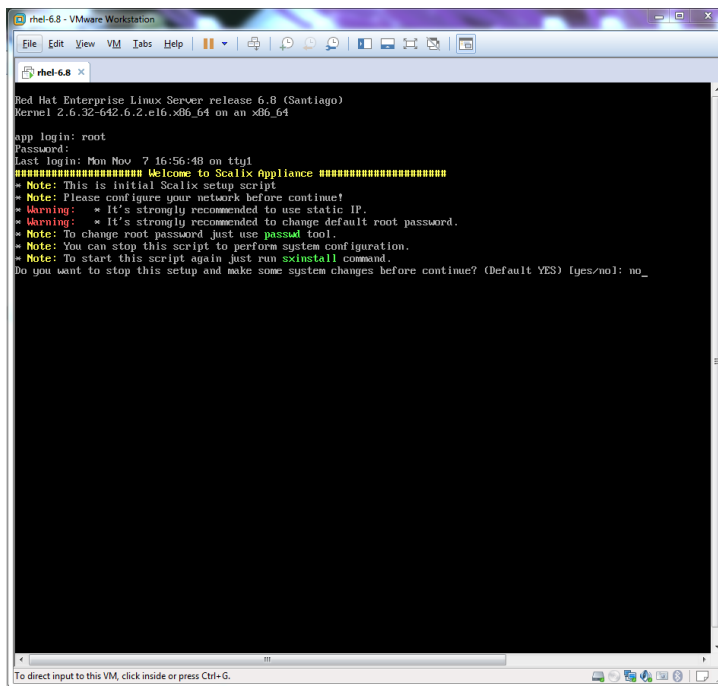 rhel-6.8 - VMware Workstation
File Edit View VM Tabs Help
rhel-6.8
Red Hat Enterprise Linux Server release 6.8 (Santiago)
Kernel 2.6.32-642.6.2.el6.x86_64 on an x86_64
app login: root
Password:
Last login: Mon Nov  7 16:56:48 on tty1
##################### Welcome to Scalix Appliance #####################
* Note: This is initial Scalix setup script
* Note: Please configure your network before continue!
* Warning:   * It's strongly recommended to use static IP.
* Warning:   * It's strongly recommended to change default root password.
* Note: To change root password just use passwd tool.
* Note: You can stop this script to perform system configuration.
* Note: To start this script again just run sxinstall command.
Do you want to stop this setup and make some system changes before continue? (Default YES) [yes/no]: no_
To direct input to this VM, click inside or press Ctrl+G.